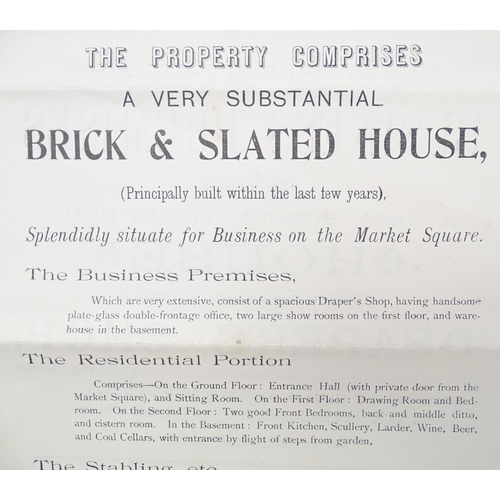 THE PROPERTY COMPRISES
A VERY SUBSTANTIAL
BRICK & SLATED HOUSE,
(Principally built within the last few years),
Splendidly situate for Business on the Market Square.
The Business Premises,
Which are very extensive, consist of a spacious Draper's Shop, having handsome
plate-glass double-frontage office, two large show rooms on the first floor, and ware-
house in the basement.
The Residential Portion
Comprises—On the Ground Floor: Entrance Hall (with private door from the
Market Square), and Sitting Room. On the First Floor: Drawing Room and Bed-
room. On the Second Floor: Two good Front Bedrooms, back and middle ditto,
and cistern room. In the Basement: Front Kitchen, Scullery, Larder, Wine, Beer,
and Coal Cellars, with entrance by flight of steps from garden,
The Stabling, etc.